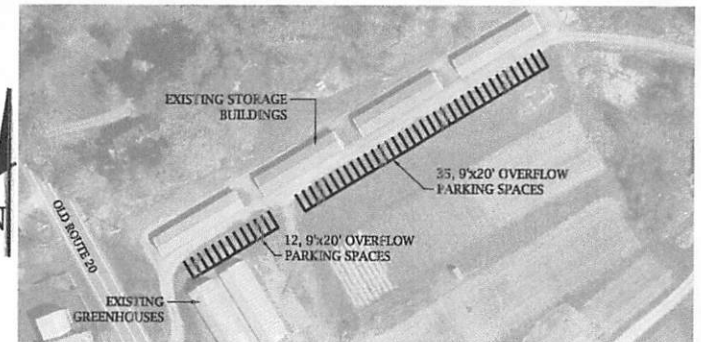 EXISTING STORAGE
BUILDINGS
35, 9'x20' OVERFLOW
PARKING SPACES
OLD ROUTE 20
12, 9'x20' OVERFLOW
PARKING SPACES
EXISTING
GREENHOUSES
N